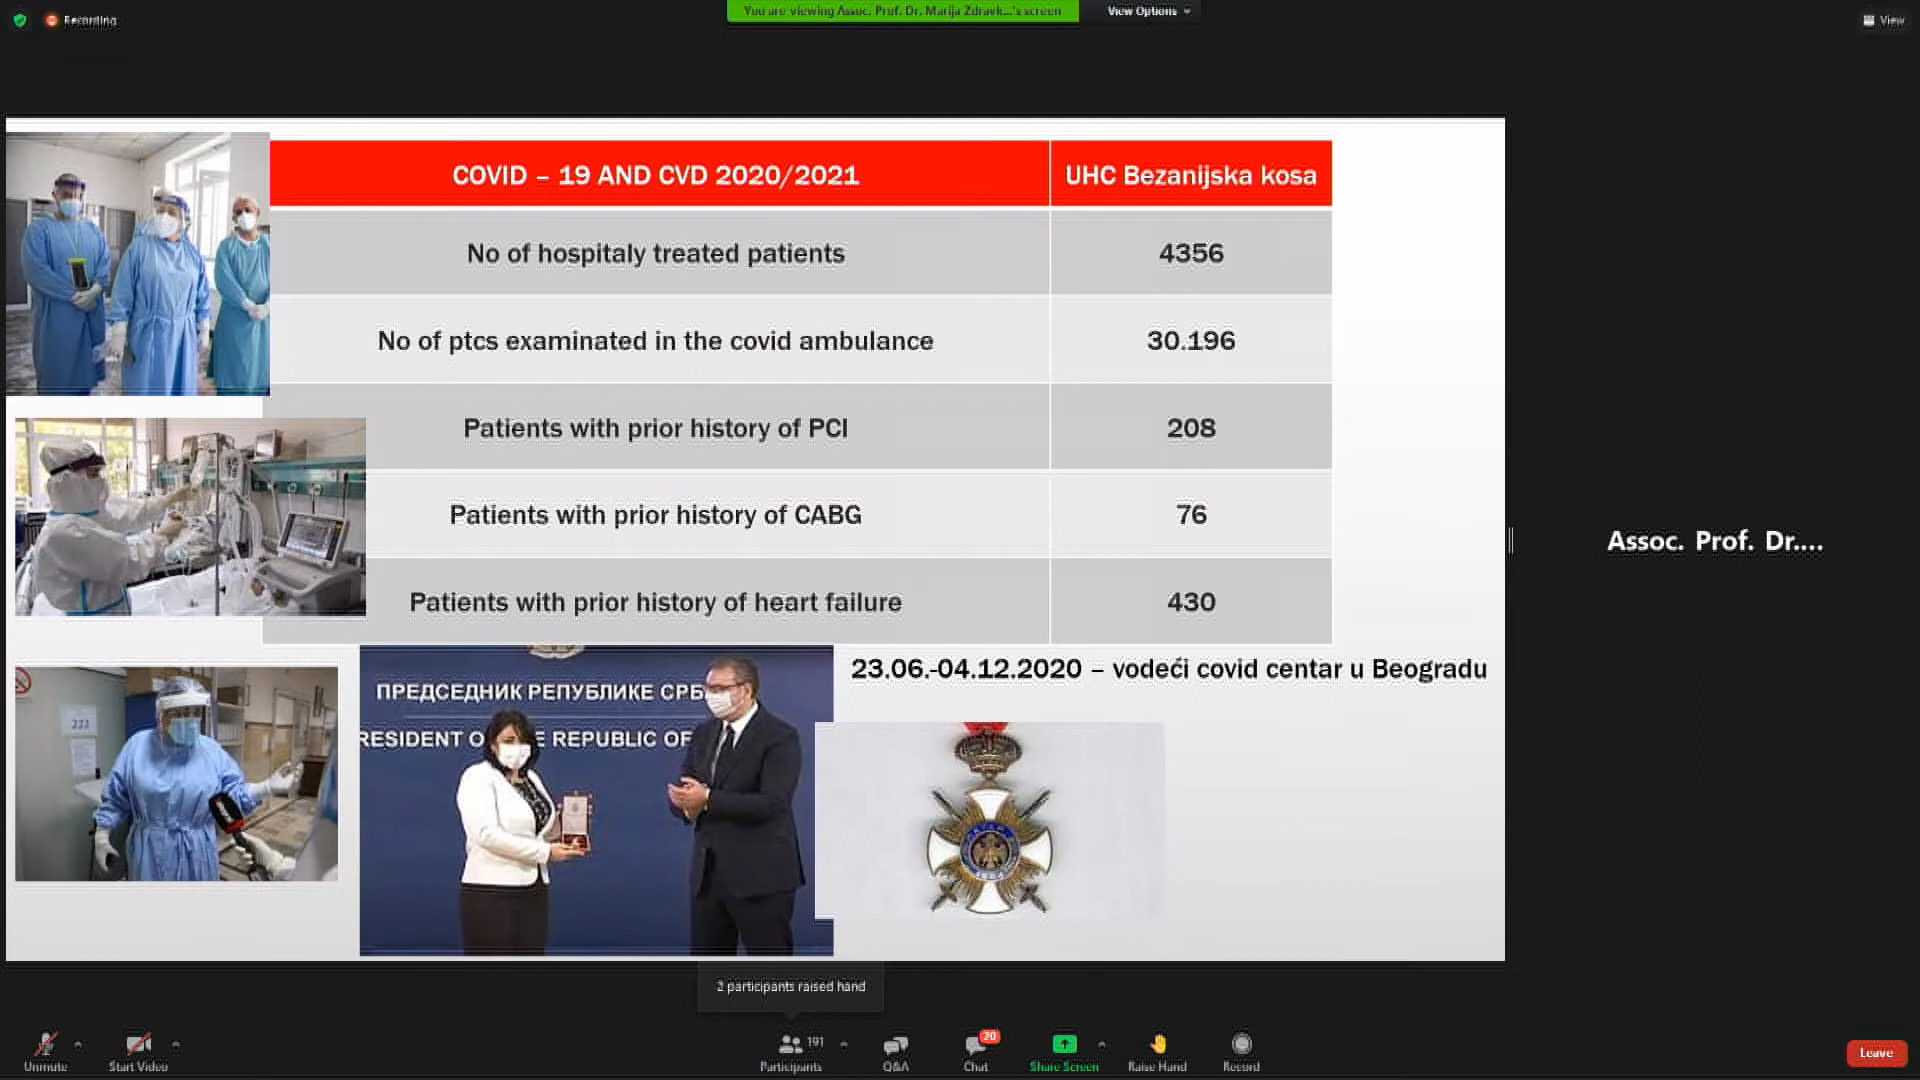 Recording
You are viewing Assoc. Prof. Dr. Marija Zdravk...'s screen
View Options
View
COVID – 19 AND CVD 2020/2021
UHC Bezanijska kosa
No of hospitaly treated patients
4356
No of ptcs examinated in the covid ambulance
30.196
Patients with prior history of PCI
208
Patients with prior history of CABG
76
Patients with prior history of heart failure
430
23.06.-04.12.2020 – vodeći covid centar u Beogradu
ПРЕДСЕДНИК РЕПУБЛИКЕ СРБ
RESIDENT O E REPUBLIC OF
Assoc. Prof. Dr....
2 participants raised hand
Unmute
Start Video
191
Participants
Q&A
20
Chat
Share Screen
Raise Hand
Record
Leave